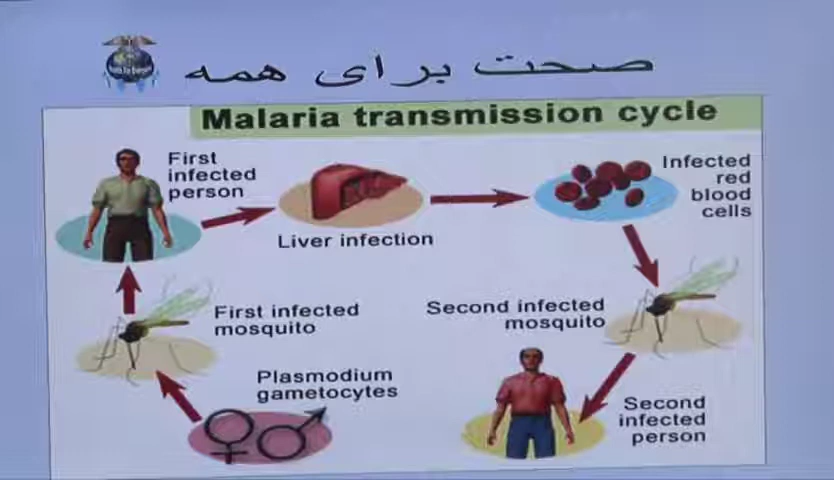 صحت برای همه
Malaria transmission cycle
First
infected
person
Liver infection
Infected
red
blood
cells
First infected
mosquito
Second infected
mosquito
Plasmodium
gametocytes
Second
infected
person